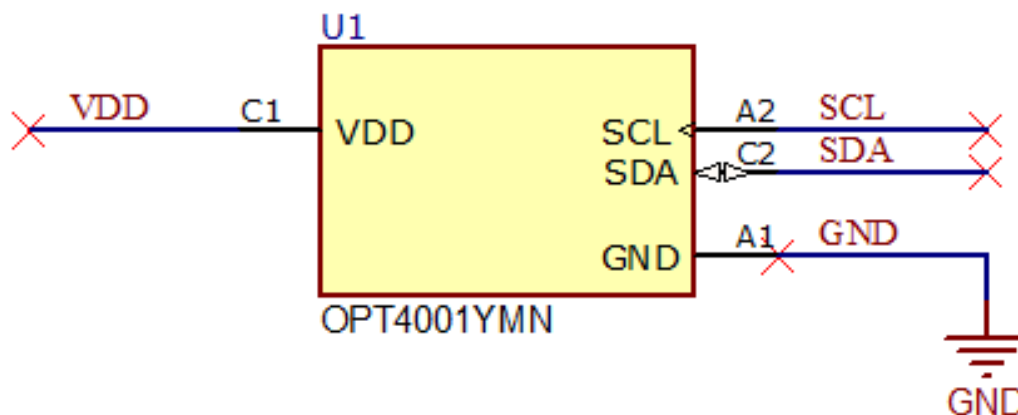 U1
VDD C1 VDD SCL A2 SCL
SDA C2 SDA
GND A1 GND
OPT4001YMN
GND